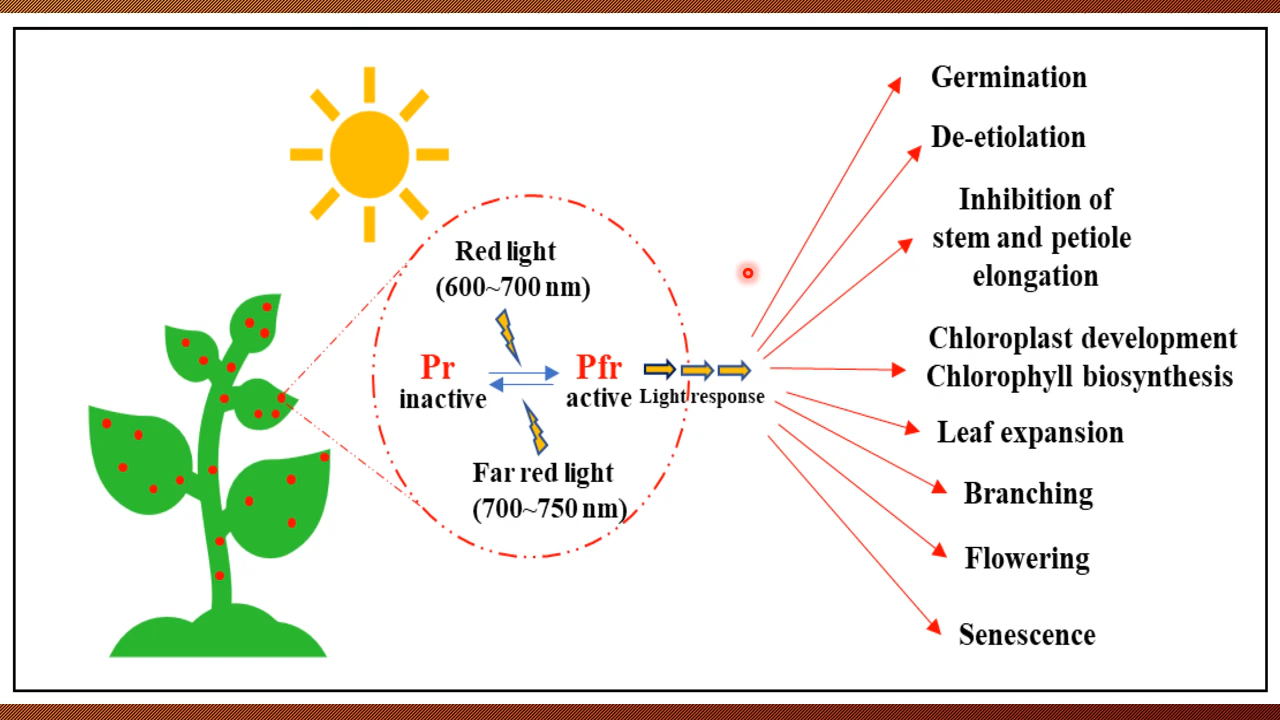 Red light
(600~700 nm)
Pr
inactive
Pfr
active
Light response
Far red light
(700~750 nm)
Germination
De-etiolation
Inhibition of
stem and petiole
elongation
Chloroplast development
Chlorophyll biosynthesis
Leaf expansion
Branching
Flowering
Senescence